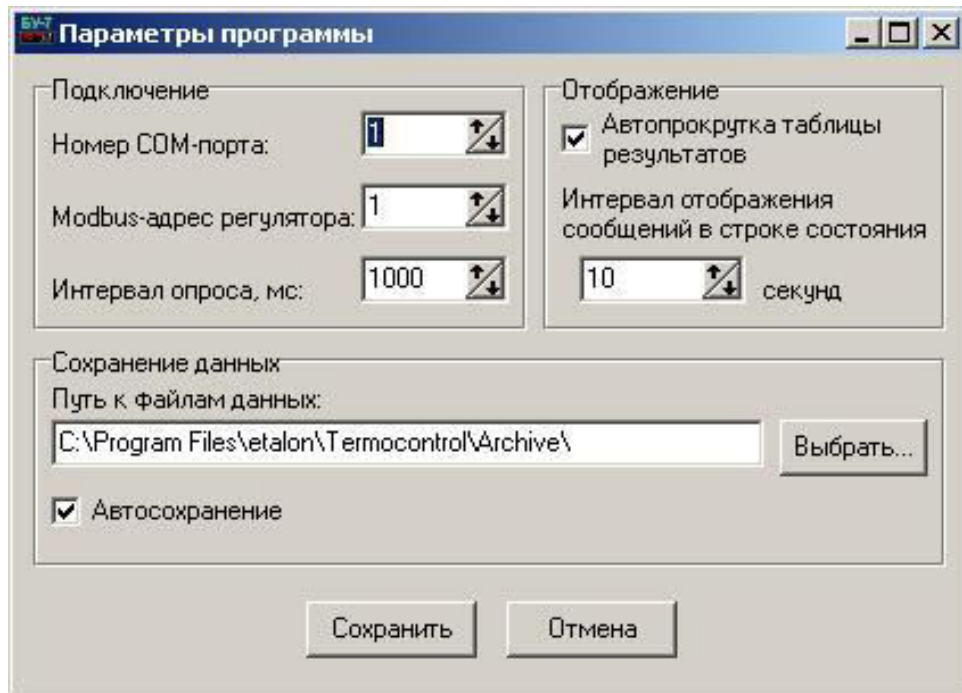 БУ-7
Параметры программы
Подключение
Номер COM-порта:
1
Modbus-адрес регулятора:
1
Интервал опроса, мс:
1000
Отображение
Автопрокрутка таблицы
результатов
Интервал отображения
сообщений в строке состояния
10
секунд
Сохранение данных
Путь к файлам данных:
C:\Program Files\etalon\Termocontrol\Archive\
Выбрать...
Автосохранение
Сохранить
Отмена